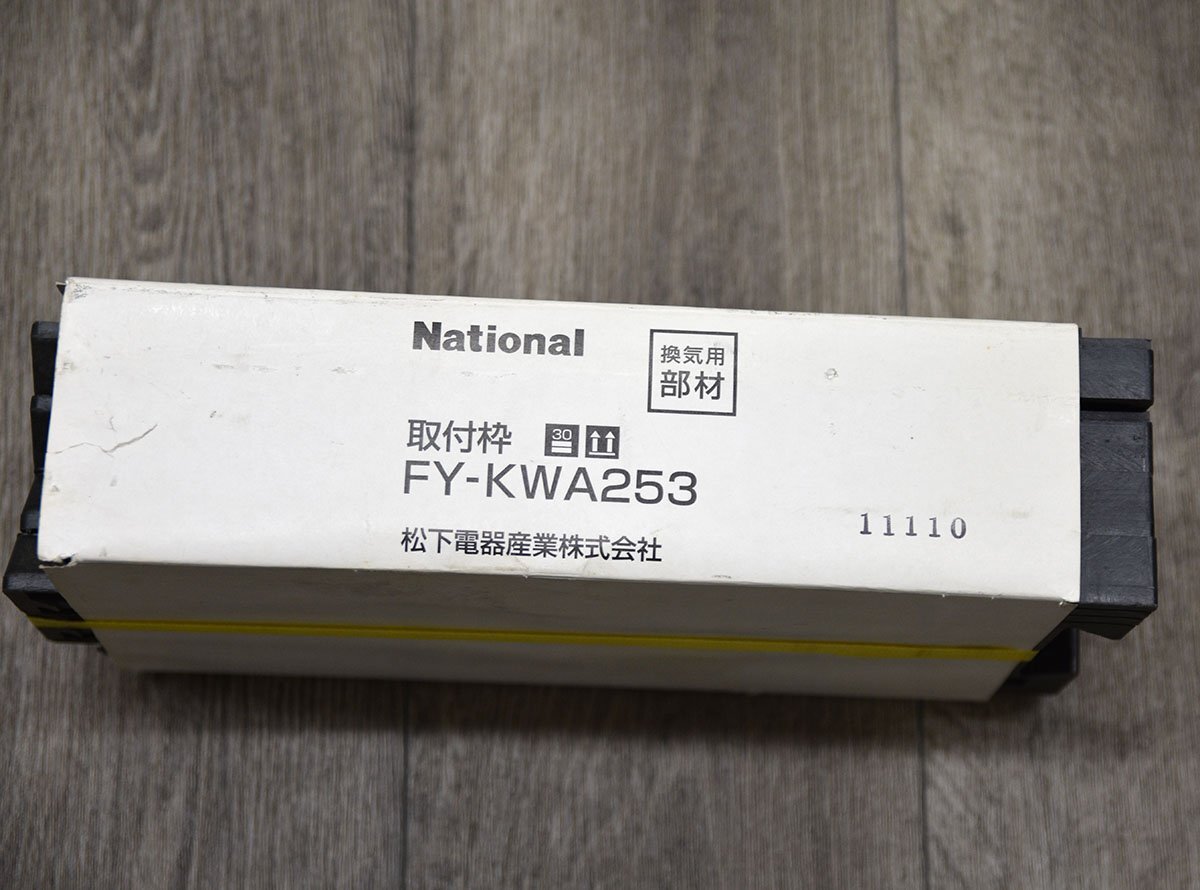 National
換気用
部材
取付枠
30
FY-KWA253
松下電器産業株式会社
11110